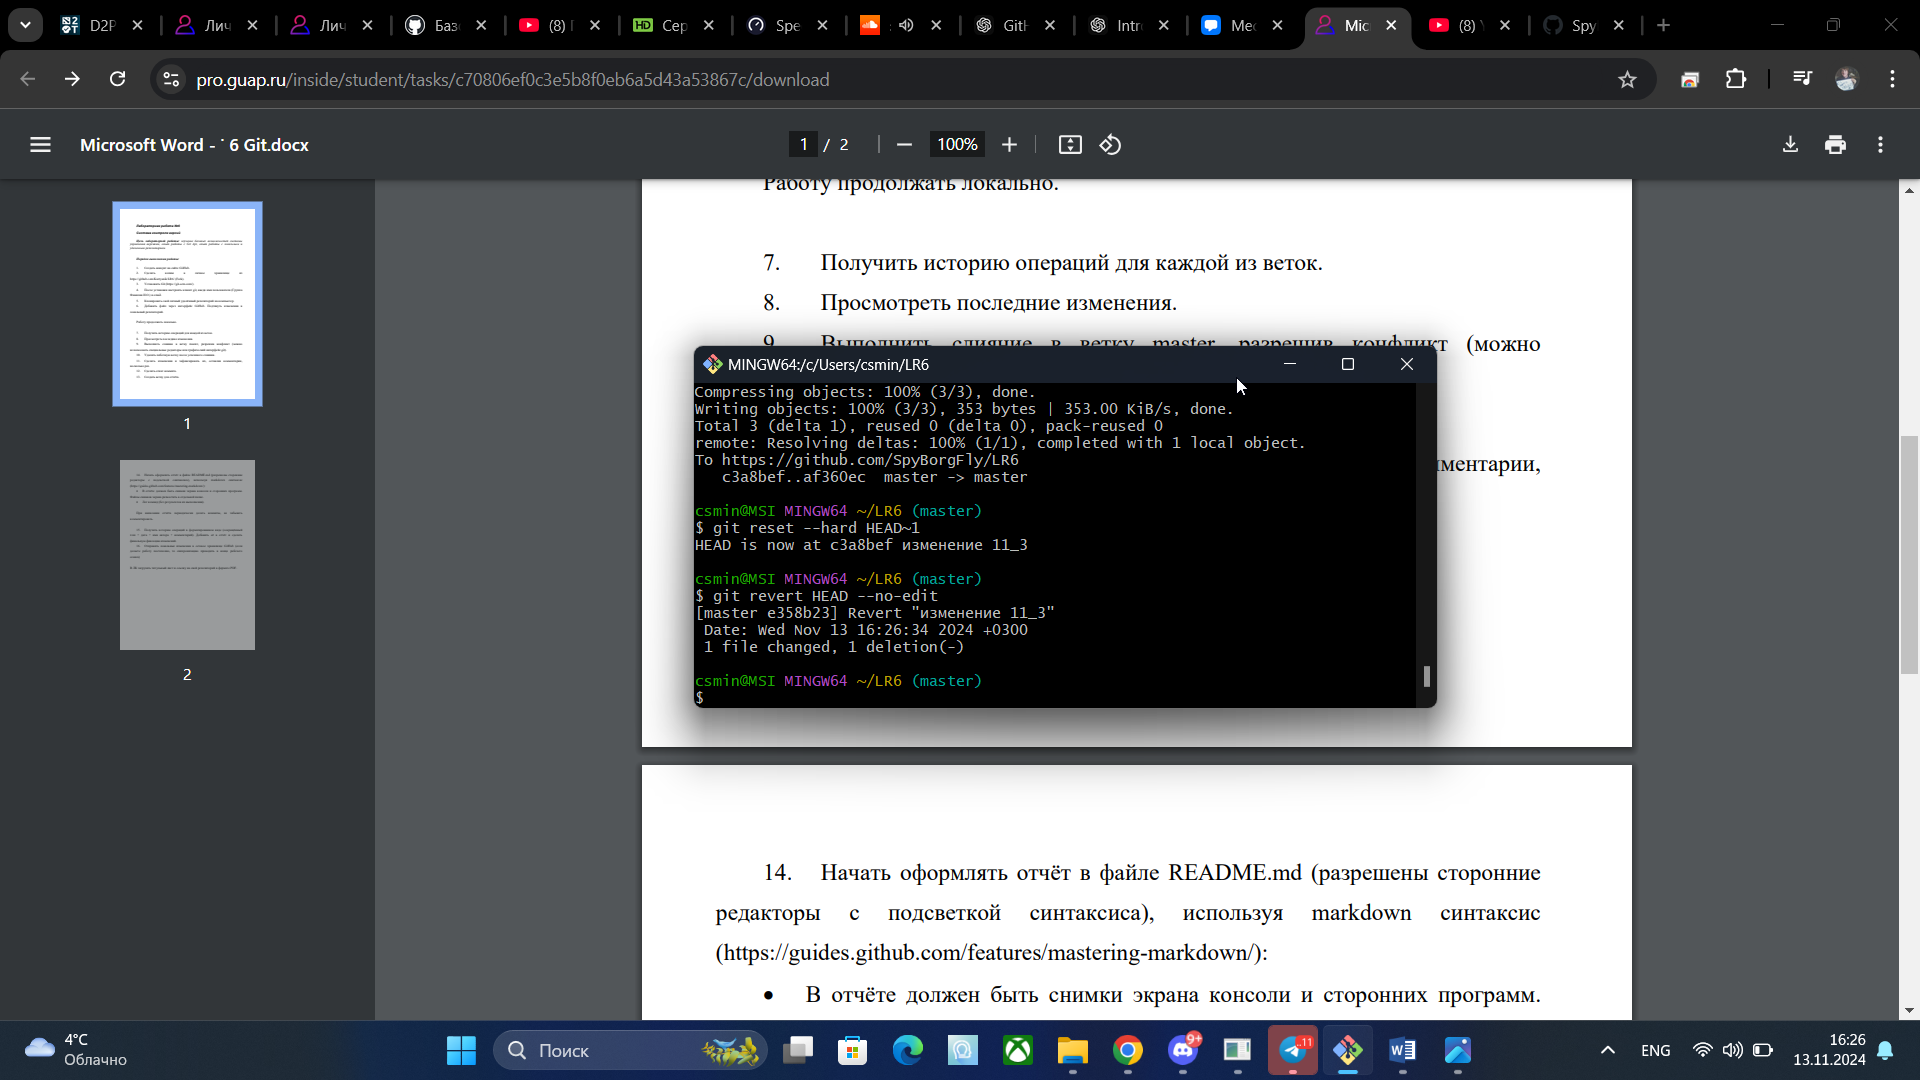 D2P
Лич
Лич
Баз
(8)
Сер
Spe
GitH
Intr
Mес
Mic
(8)
Spy
pro.guap.ru/inside/student/tasks/c70806ef0c3e5b8f0eb6a5d43a53867c/download
Microsoft Word - ˙ 6 Git.docx
1 / 2
100%
1
2
Работу продолжать локально.
7. Получить историю операций для каждой из веток.
8. Просмотреть последние изменения.
9. Выполнить слияние в ветку master, разрешив конфликт (можно
ментарии,
MINGW64:/c/Users/csmin/LR6
Compressing objects: 100% (3/3), done.
Writing objects: 100% (3/3), 353 bytes | 353.00 KiB/s, done.
Total 3 (delta 1), reused 0 (delta 0), pack-reused 0
remote: Resolving deltas: 100% (1/1), completed with 1 local object.
To https://github.com/SpyBorgFly/LR6
c3a8bef..af360ec master -> master
csmin@MSI MINGW64 ~/LR6 (master)
$ git reset --hard HEAD~1
HEAD is now at c3a8bef изменение 11_3
csmin@MSI MINGW64 ~/LR6 (master)
$ git revert HEAD --no-edit
[master e358b23] Revert "изменение 11_3"
Date: Wed Nov 13 16:26:34 2024 +0300
1 file changed, 1 deletion(-)
csmin@MSI MINGW64 ~/LR6 (master)
$
14. Начать оформлять отчёт в файле README.md (разрешены сторонние
редакторы с подсветкой синтаксиса), используя markdown синтаксис
(https://guides.github.com/features/mastering-markdown/):
• В отчёте должен быть снимки экрана консоли и сторонних программ.
4°C
Облачно
Поиск
9+
11
ENG
16:26
13.11.2024